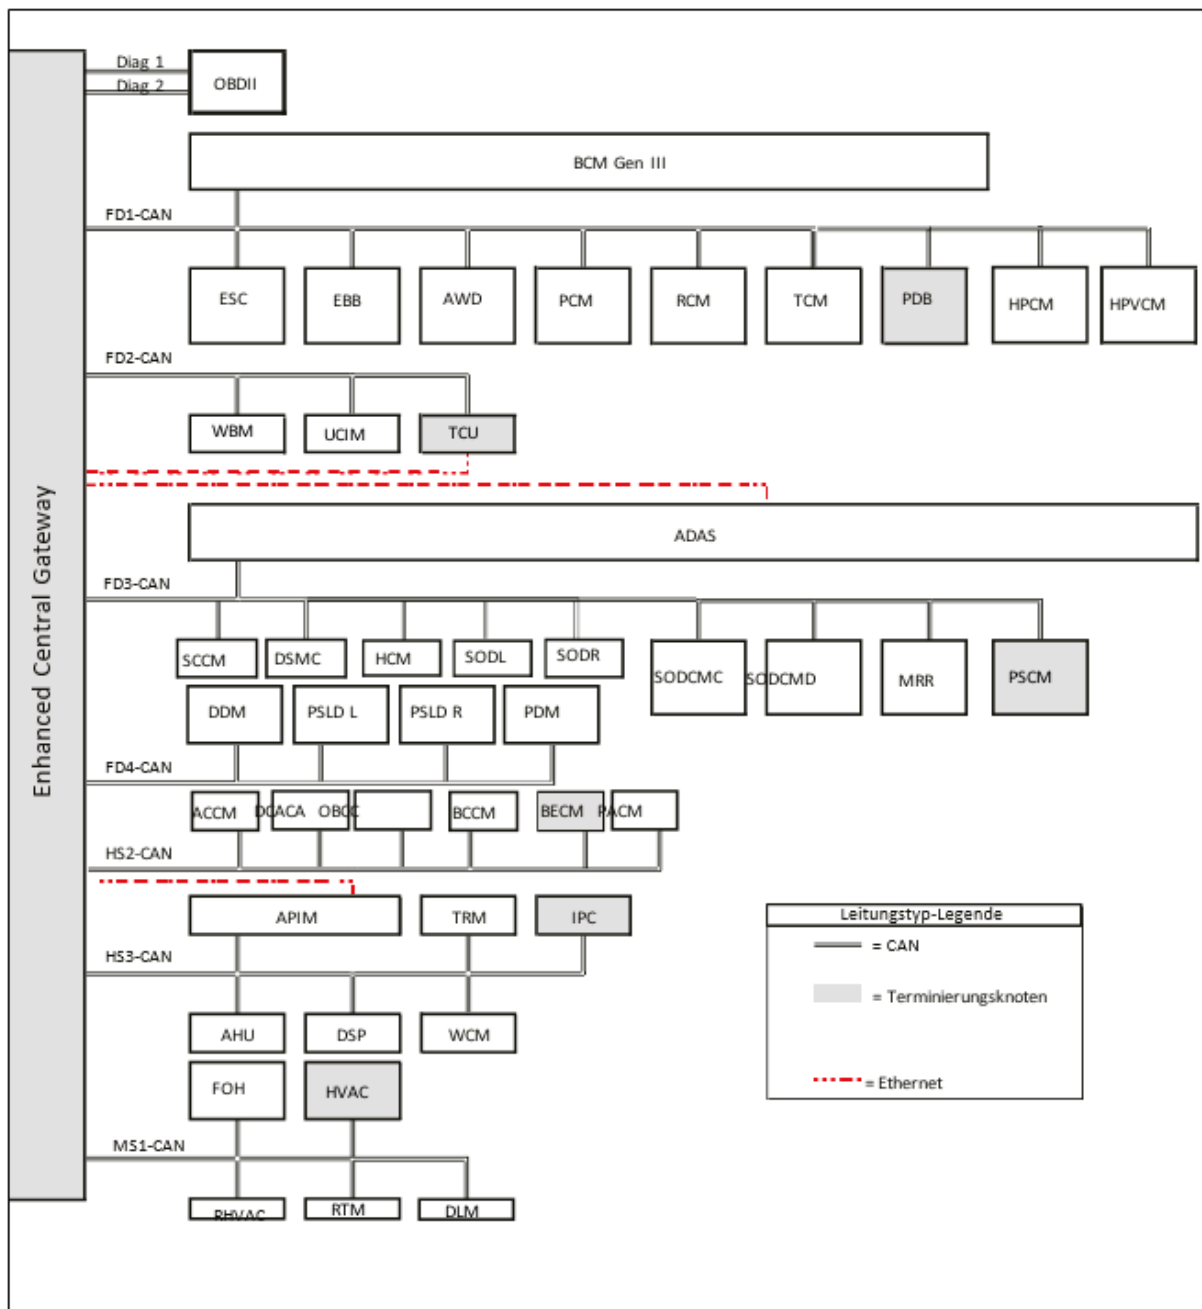 Diag 1
Diag 2
OBDII
BCM Gen III
FD1-CAN
ESC EBB AWD PCM RCM TCM PDB HPCM HPVCM
FD2-CAN
WBM UCIM TCU
Enhanced Central Gateway
ADAS
FD3-CAN
SCCM DSMC HCM SODL SODR
SODCMC SODCMD MRR PSCM
DDM PSLD L PSLD R PDM
FD4-CAN
ACCM DCACA OBCC BCCM BECM PACM
HS2-CAN
APIM TRM IPC
HS3-CAN
AHU DSP WCM
FOH HVAC
MS1-CAN
RHVAC RTM DLM
Leitungstyp-Legende
= CAN
= Terminierungsknoten
= Ethernet